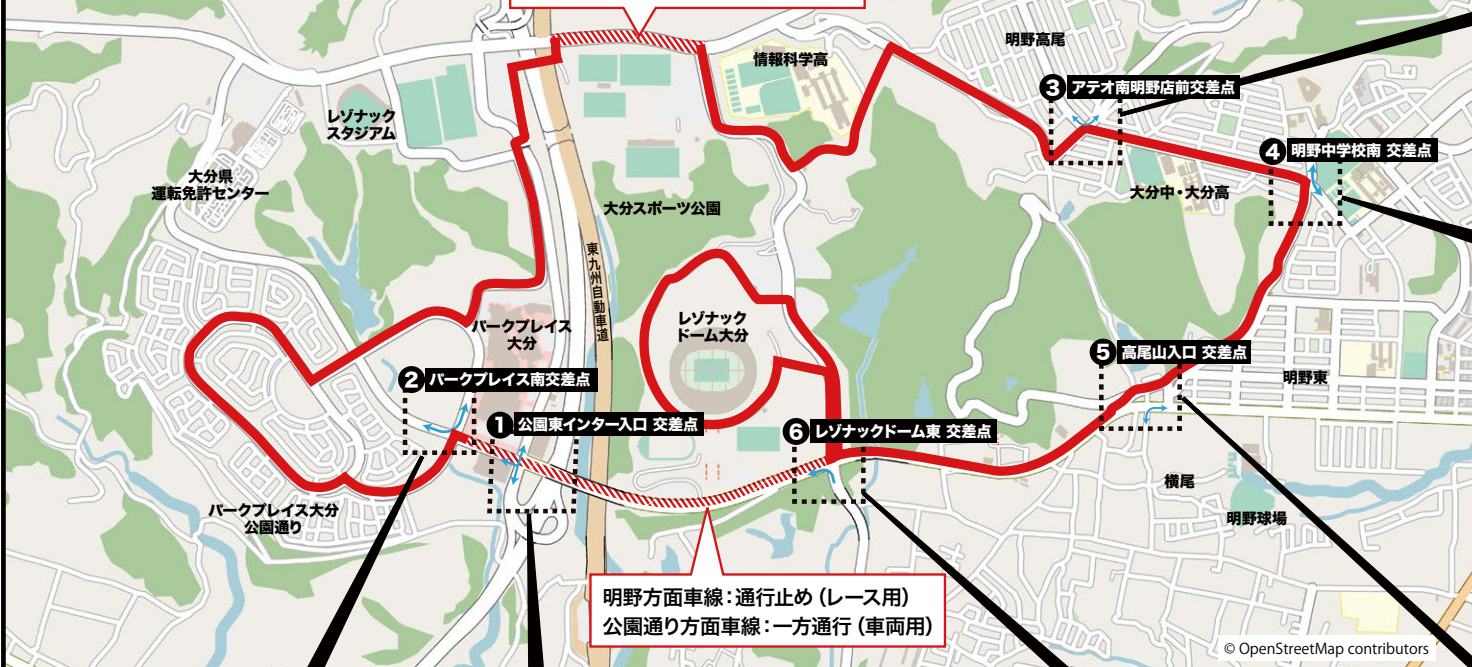 明野高尾
情報科学高
❸ アテオ南明野店前交差点
レゾナック
スタジアム
❹ 明野中学校南 交差点
大分県
運転免許センター
大分中・大分高
大分スポーツ公園
東九州自動車道
パークプレイス
大分
レゾナック
ドーム大分
❺ 高尾山入口 交差点
❷ パークプレイス南交差点
明野東
❶ 公園東インター入口 交差点
❻ レゾナックドーム東 交差点
横尾
パークプレイス大分
公園通り
明野球場
明野方面車線：通行止め（レース用）
公園通り方面車線：一方通行（車両用）
© OpenStreetMap contributors